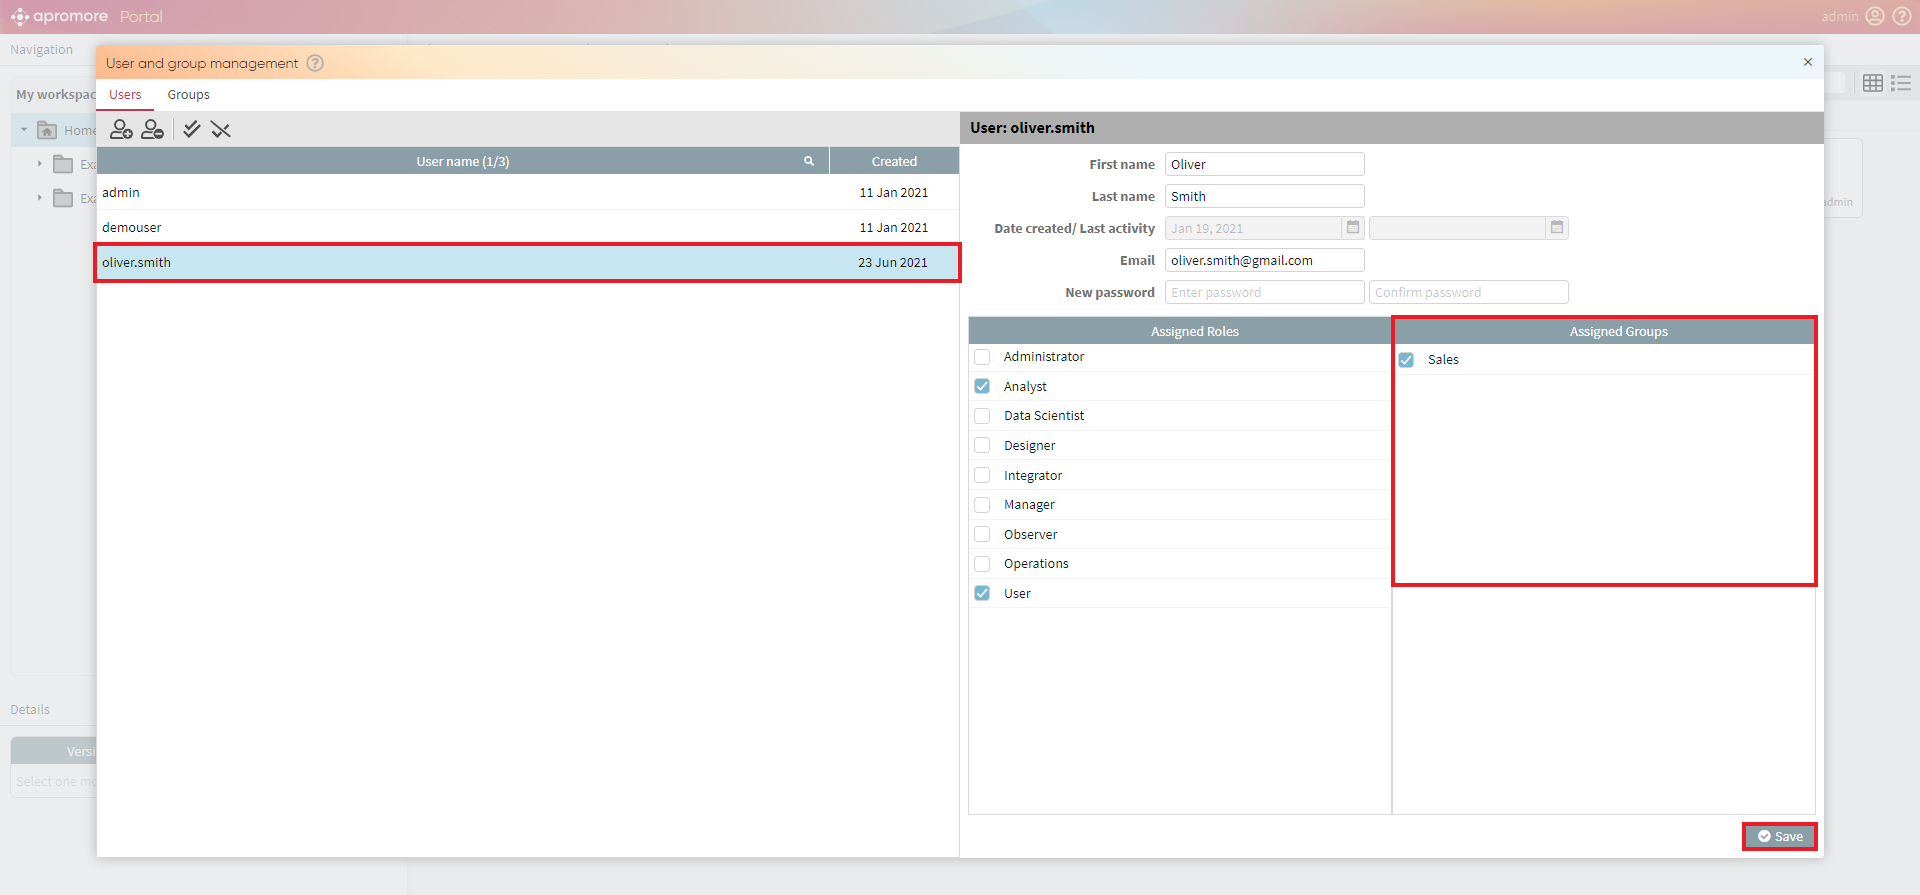 apromore Portal
admin
Navigation
User and group management
My workspac
Users Groups
Home
Exa
Exa
User name (1/3) Created
admin 11 Jan 2021
demouser 11 Jan 2021
oliver.smith 23 Jun 2021
User: oliver.smith
First name Oliver
Last name Smith
Date created/ Last activity Jan 19, 2021
Email oliver.smith@gmail.com
New password Enter password Confirm password
Assigned Roles Assigned Groups
Administrator Sales
Analyst
Data Scientist
Designer
Integrator
Manager
Observer
Operations
User
Save
admin
Details
Versi
Select one mo